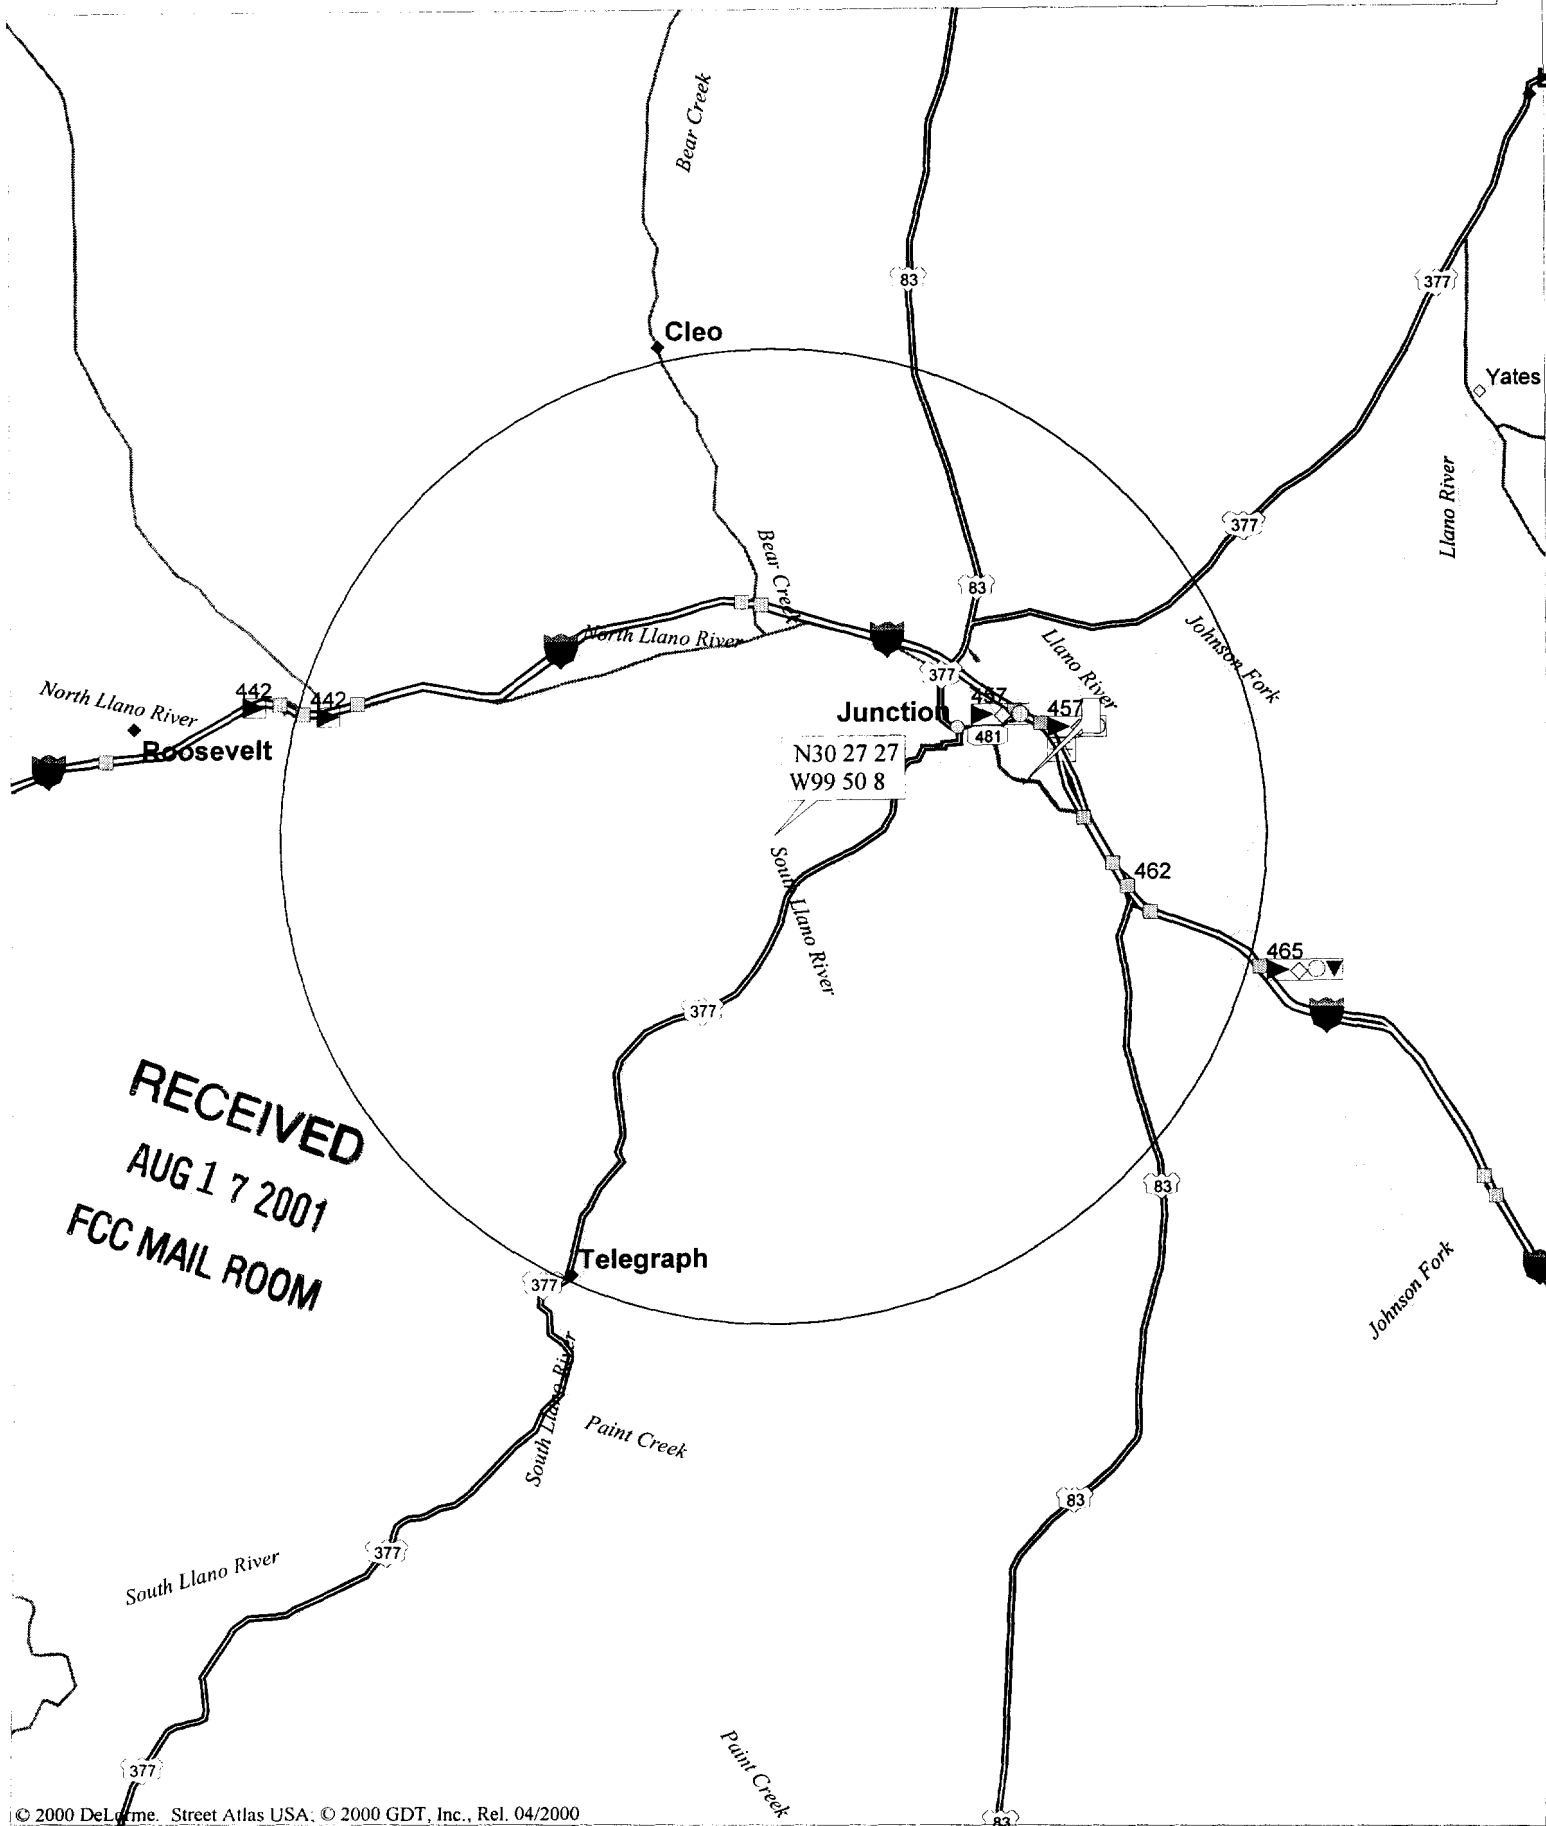 Bear Creek
83
377
Cleo
Yates
Llano River
377
Bear Creek
83
Johnson Fork
North Llano River
Llano River
377
North Llano River
442
442
457
457
Junction
481
Roosevelt
N30 27 27
W99 50 8
South Llano River
462
465
377
RECEIVED
AUG 17 2001
FCC MAIL ROOM
83
Telegraph
377
Johnson Fork
South Llano River
Paint Creek
83
377
South Llano River
Paint Creek
377
83
© 2000 DeLorme. Street Atlas USA; © 2000 GDT, Inc., Rel. 04/2000